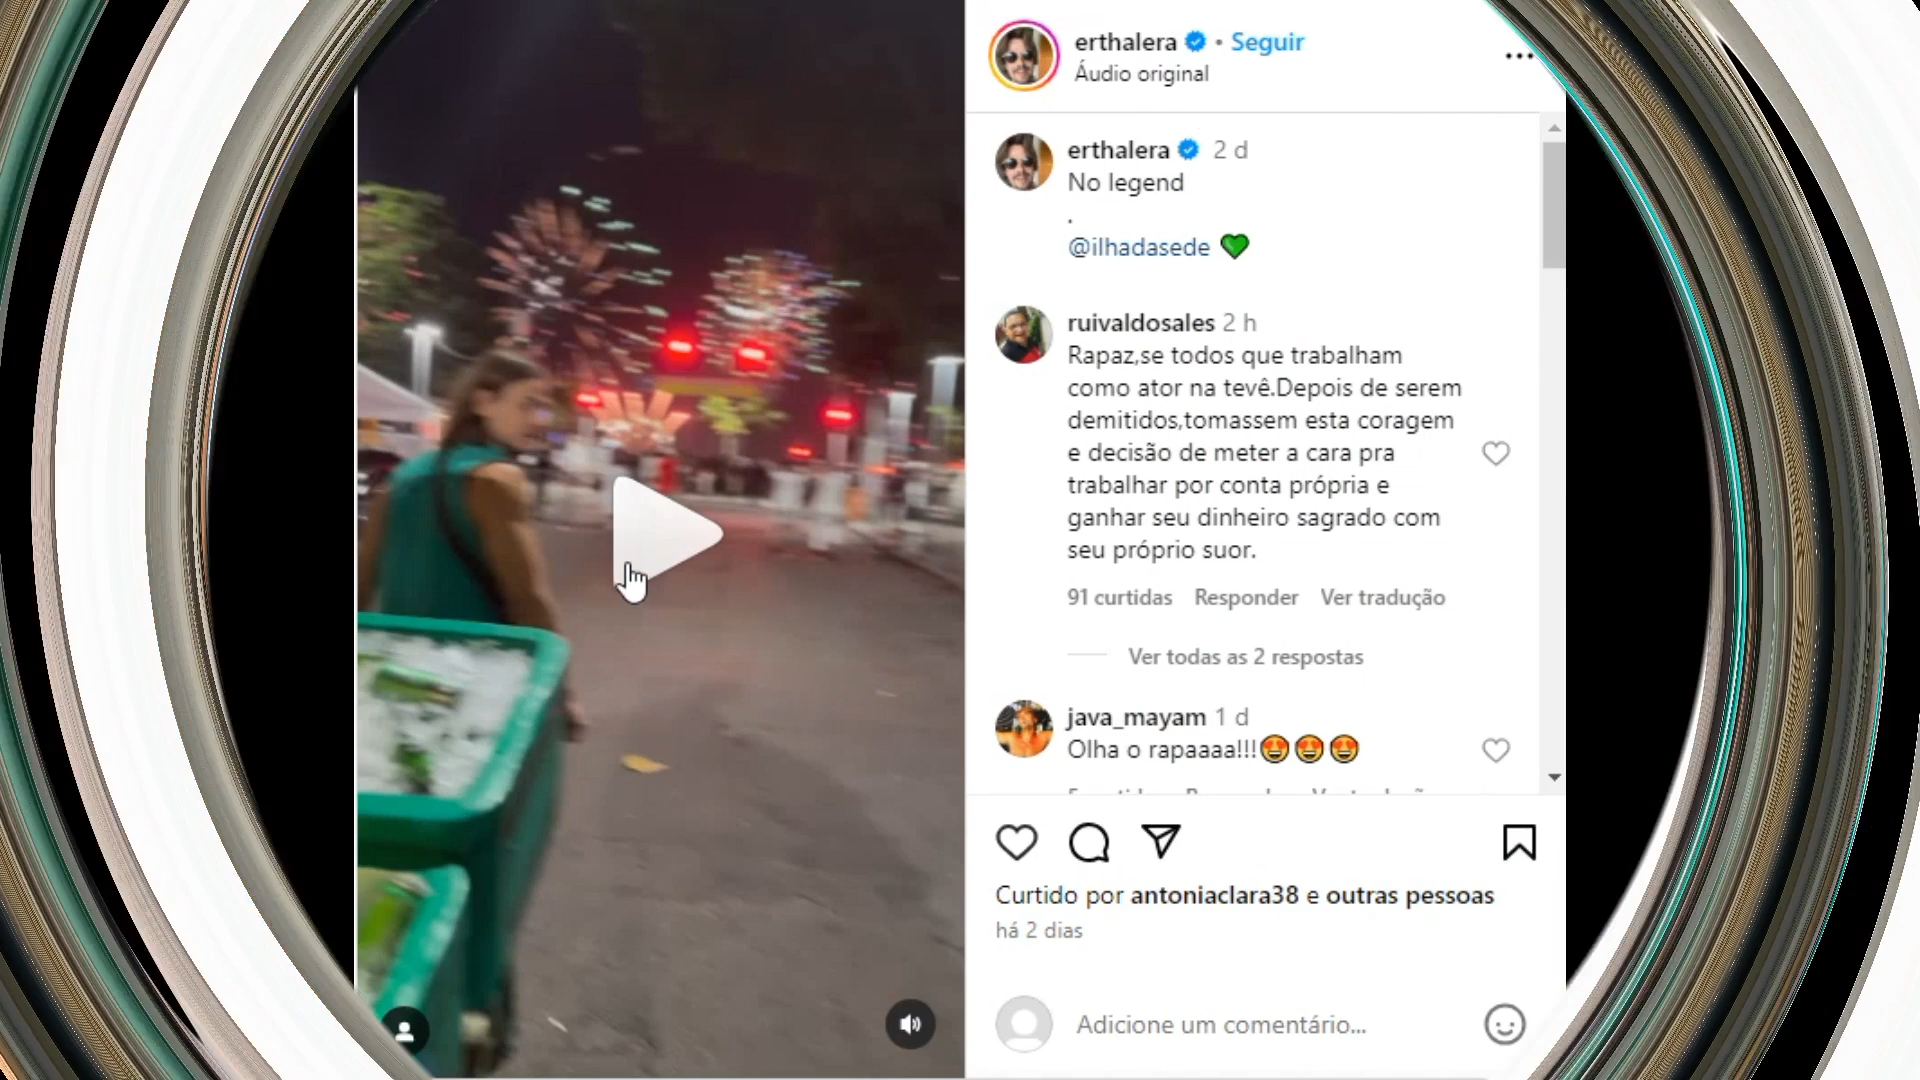 erthalera • Seguir
Áudio original
erthalera 2 d
No legend
.
@ilhadasede 💚
ruivaldosales 2 h
Rapaz,se todos que trabalham
como ator na tevê.Depois de serem
demitidos,tomassem esta coragem
e decisão de meter a cara pra
trabalhar por conta própria e
ganhar seu dinheiro sagrado com
seu próprio suor.
91 curtidas Responder Ver tradução
Ver todas as 2 respostas
java_mayam 1 d
Olha o rapaaaa!!!😍😍😍
Curtido por antoniaclara38 e outras pessoas
há 2 dias
Adicione um comentário...